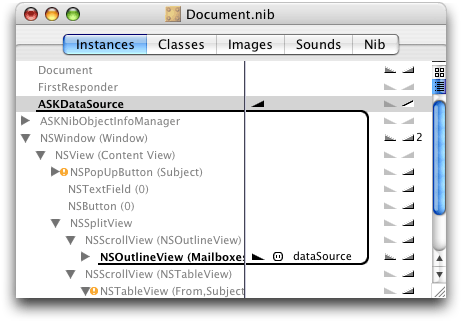 Document.nib
Instances Classes Images Sounds Nib
Document
FirstResponder
ASKDataSource
ASKNibObjectInfoManager
NSWindow (Window) 2
NSView (Content View)
NSPopUpButton (Subject)
NSTextField (0)
NSButton (0)
NSSplitView
NSScrollView (NSOutlineView)
NSOutlineView (Mailboxes dataSource
NSScrollView (NSTableView)
NSTableView (From,Subject